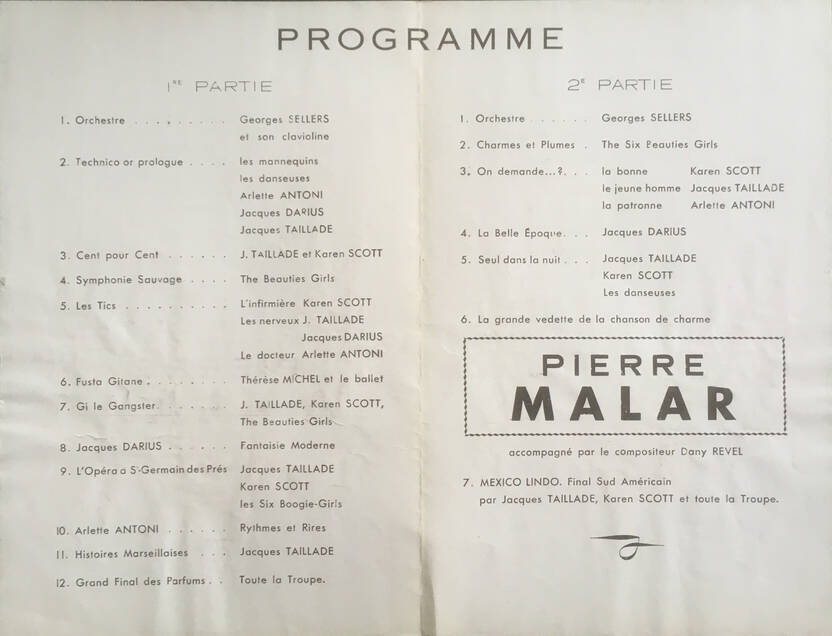 PROGRAMME
1RE PARTIE
1. Orchestre . . . . . . . . . Georges SELLERS
et son clavioline
2. Technico or prologue . . . . les mannequins
les danseuses
Arlette ANTONI
Jacques DARIUS
Jacques TAILLADE
3. Cent pour Cent . . . . . . J. TAILLADE et Karen SCOTT
4. Symphonie Sauvage . . . . The Beauties Girls
5. Les Tics . . . . . . . . . . L'infirmière Karen SCOTT
Les nerveux J. TAILLADE
Jacques DARIUS
Le docteur Arlette ANTONI
6. Fusta Gitane . . . . . . . . Thérèse MICHEL et le ballet
7. Gi le Gangster. . . . . . . J. TAILLADE, Karen SCOTT,
The Beauties Girls
8. Jacques DARIUS . . . . . . Fantaisie Moderne
9. L'Opéra a St-Germain des Prés Jacques TAILLADE
Karen SCOTT
les Six Boogie-Girls
10. Arlette ANTONI . . . . . . Rythmes et Rires
11. Histoires Marseillaises . . . Jacques TAILLADE
12. Grand Final des Parfums . . Toute la Troupe.
2E PARTIE
1. Orchestre . . . . . . Georges SELLERS
2. Charmes et Plumes . The Six Beauties Girls
3. On demande...?. . . la bonne Karen SCOTT
le jeune homme Jacques TAILLADE
la patronne Arlette ANTONI
4. La Belle Époque. . . Jacques DARIUS
5. Seul dans la nuit . . . Jacques TAILLADE
Karen SCOTT
Les danseuses
6. La grande vedette de la chanson de charme
PIERRE
MALAR
accompagné par le compositeur Dany REVEL
7. MEXICO LINDO. Final Sud Américain
par Jacques TAILLADE, Karen SCOTT et toute la Troupe.